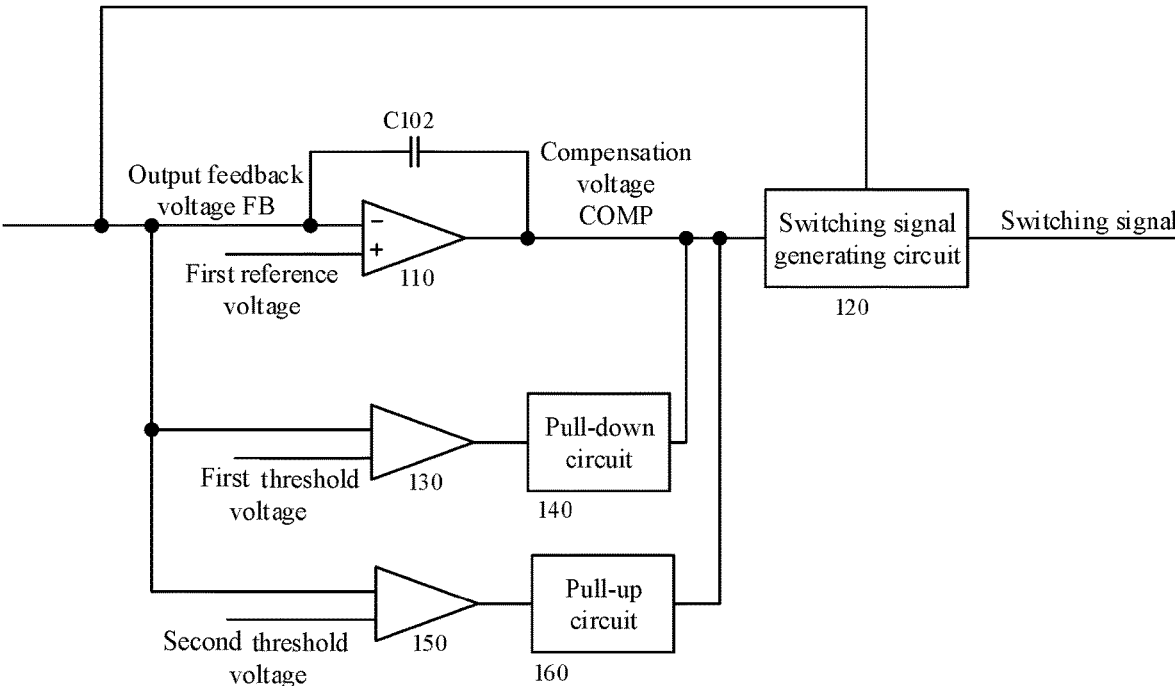 C102
Output feedback
voltage FB
Compensation
voltage
COMP
−
+
First reference
voltage
110
Switching signal
generating circuit
120
Switching signal
First threshold
voltage
130
Pull-down
circuit
140
Second threshold
voltage
150
Pull-up
circuit
160